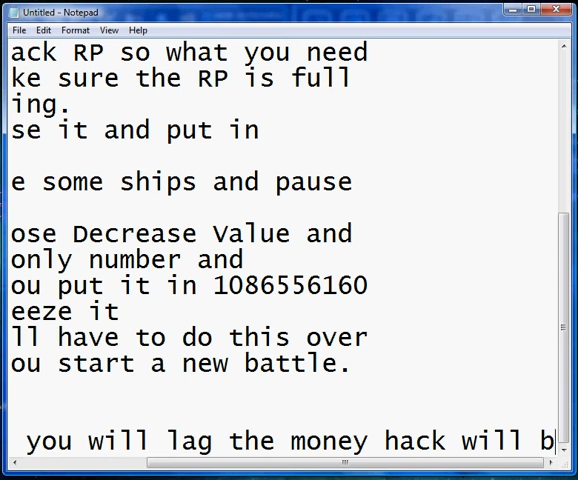 Untitled - Notepad
File Edit Format View Help
ack RP so what you need
ke sure the RP is full
ing.
se it and put in
e some ships and pause
ose Decrease Value and
only number and
ou put it in 1086556160
eeze it
ll have to do this over
ou start a new battle.
you will lag the money hack will b